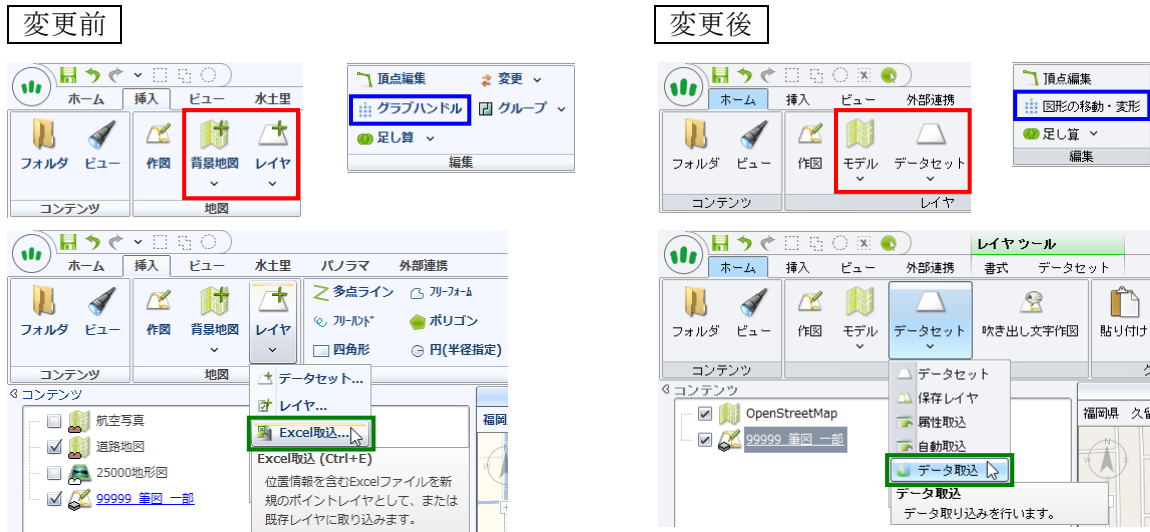 変更前
ホーム 挿入 ビュー 水土里
フォルダ ビュー 作図 背景地図 レイヤ
コンテンツ 地図
頂点編集 変更
グラブハンドル グループ
足し算
編集
ホーム 挿入 ビュー 水土里 パノラマ 外部連携
フォルダ ビュー 作図 背景地図 レイヤ
多点ライン フリーフォーム
フリーハンド ポリゴン
四角形 円(半径指定)
コンテンツ 地図
コンテンツ
航空写真
道路地図
25000地形図
99999 筆図 一部
データセット...
レイヤ...
Excel取込...
Excel取込 (Ctrl+E)
位置情報を含むExcelファイルを新
規のポイントレイヤとして、または
既存レイヤに取り込みます。
福岡
変更後
ホーム 挿入 ビュー 外部連携
フォルダ ビュー 作図 モデル データセット
コンテンツ レイヤ
頂点編集
図形の移動・変形
足し算
編集
レイヤ ツール
ホーム 挿入 ビュー 外部連携 書式 データセット
フォルダ ビュー 作図 モデル データセット 吹き出し文字作図 貼り付け
コンテンツ
コンテンツ
OpenStreetMap
99999 筆図 一部
データセット
保存レイヤ
属性取込
自動取込
データ取込
データ取込
データ取り込みを行います。
福岡県 久留